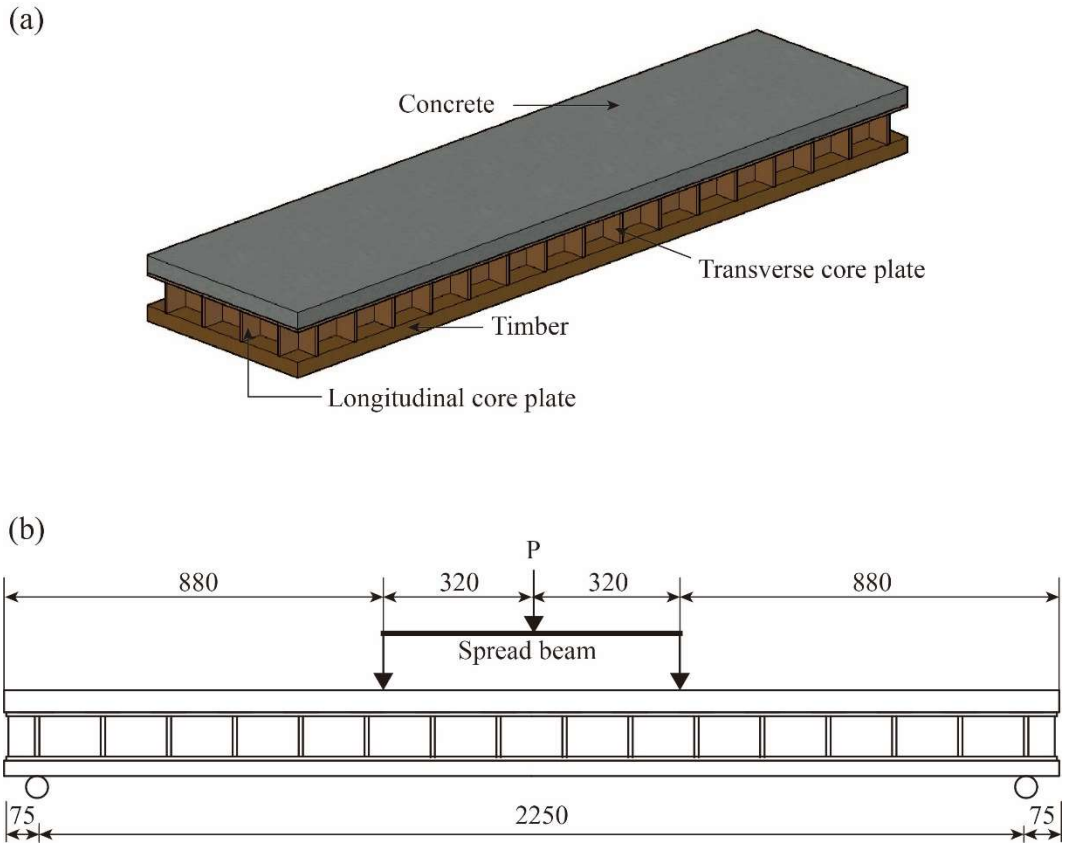 (a)
Concrete
Transverse core plate
Timber
Longitudinal core plate
(b)
P
880 320 320 880
Spread beam
75 2250 75